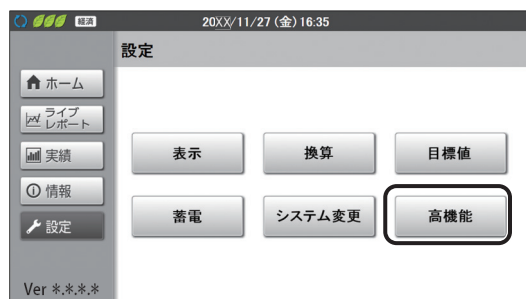 経済 20XX/11/27(金)16:35
設定
ホーム
ライブ
レポート
実績
情報
設定
表示 換算 目標値
蓄電 システム変更 高機能
Ver *.*.*.*